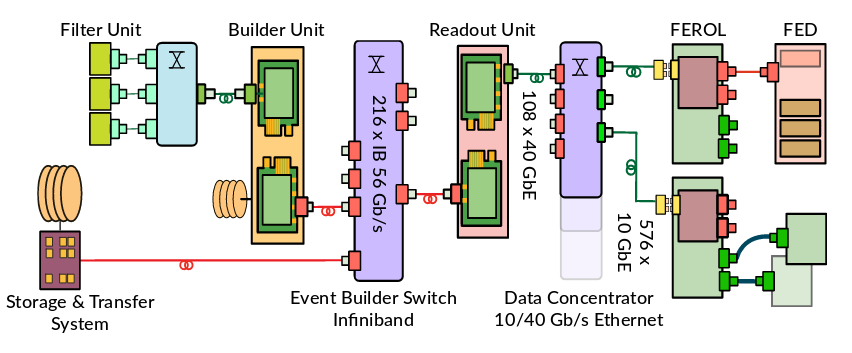 Filter Unit
Builder Unit
Readout Unit
FEROL
FED
216 x IB 56 Gb/s
108 x 40 GbE
576 x
10 GbE
Storage & Transfer
System
Event Builder Switch
Infiniband
Data Concentrator
10/40 Gb/s Ethernet